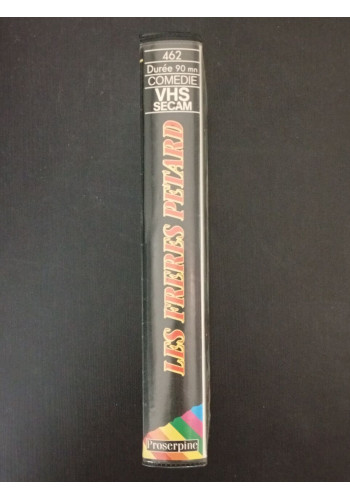 462
Durée 90 mn
COMEDIE
VHS
SECAM
LES FRERES PETARD
Proserpine